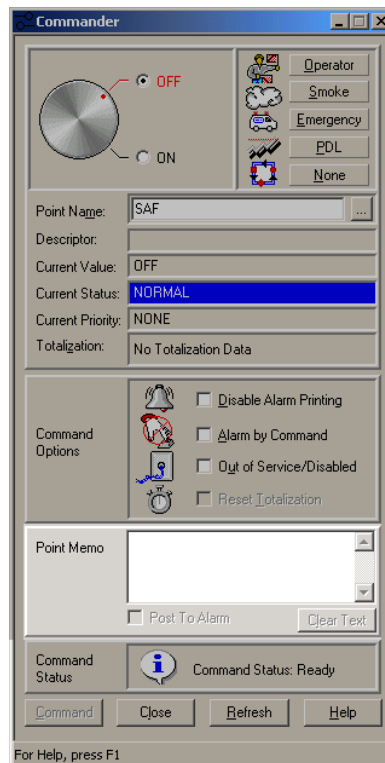 Commander
OFF
ON
Operator
Smoke
Emergency
PDL
None
Point Name: SAF ...
Descriptor:
Current Value: OFF
Current Status: NORMAL
Current Priority: NONE
Totalization: No Totalization Data
Command Options
Disable Alarm Printing
Alarm by Command
Out of Service/Disabled
Reset Totalization
Point Memo
Post To Alarm
Clear Text
Command Status
Command Status: Ready
Command Close Refresh Help
For Help, press F1